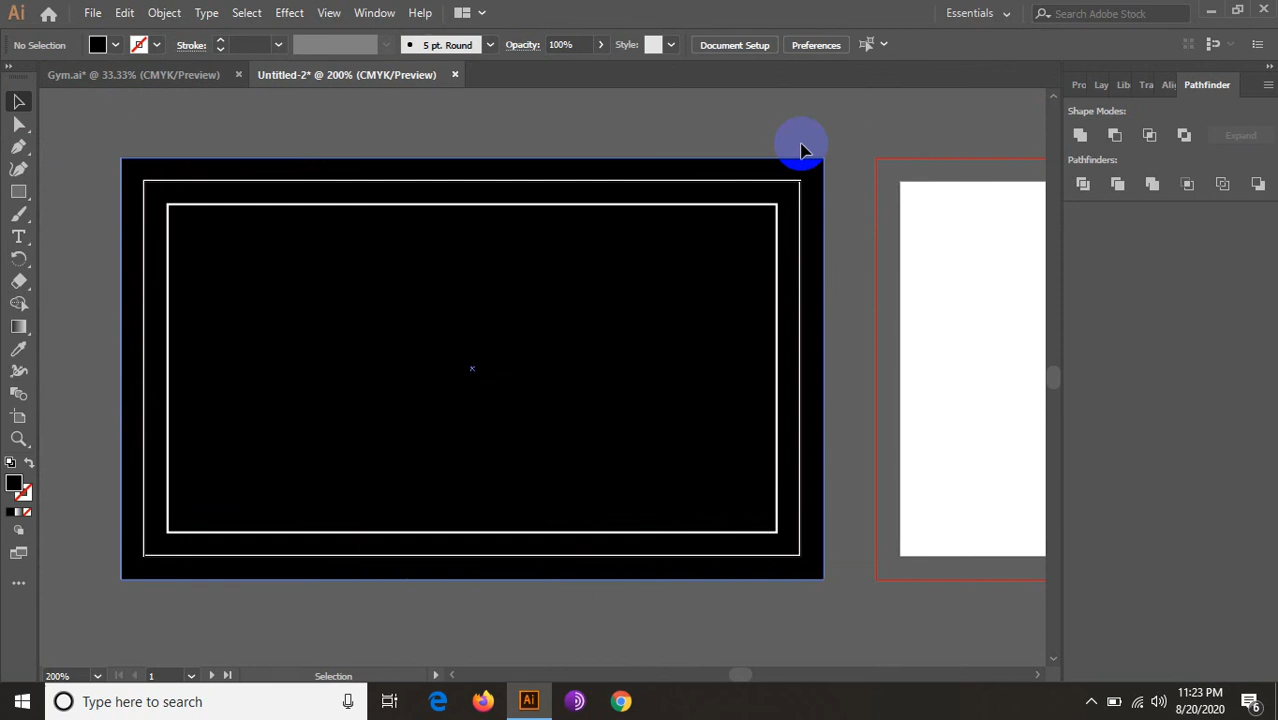 Ai File Edit Object Type Select Effect View Window Help Essentials Search Adobe Stock
No Selection Stroke: 5 pt. Round Opacity: 100% Style: Document Setup Preferences
Gym.ai* @ 33.33% (CMYK/Preview) × Untitled-2* @ 200% (CMYK/Preview) × Pro Lay Lib Tra Ali Pathfinder
Shape Modes:
Expand
Pathfinders:
200% 1 Selection
Type here to search Ai 11:23 PM
8/20/2020 6